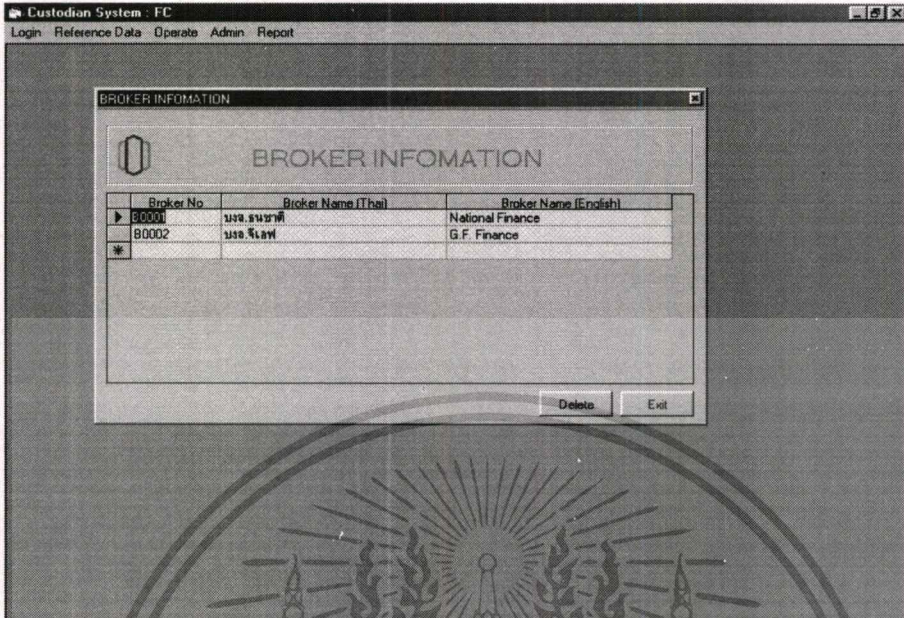 Custodian System : FC
Login Reference Data Operate Admin Report
BROKER INFOMATION
BROKER INFOMATION
Broker No Broker Name (Thai) Broker Name (English)
B0001 บงล.ธนชาติ National Finance
B0002 บงล.จีเอฟ G.F. Finance
Delete Exit